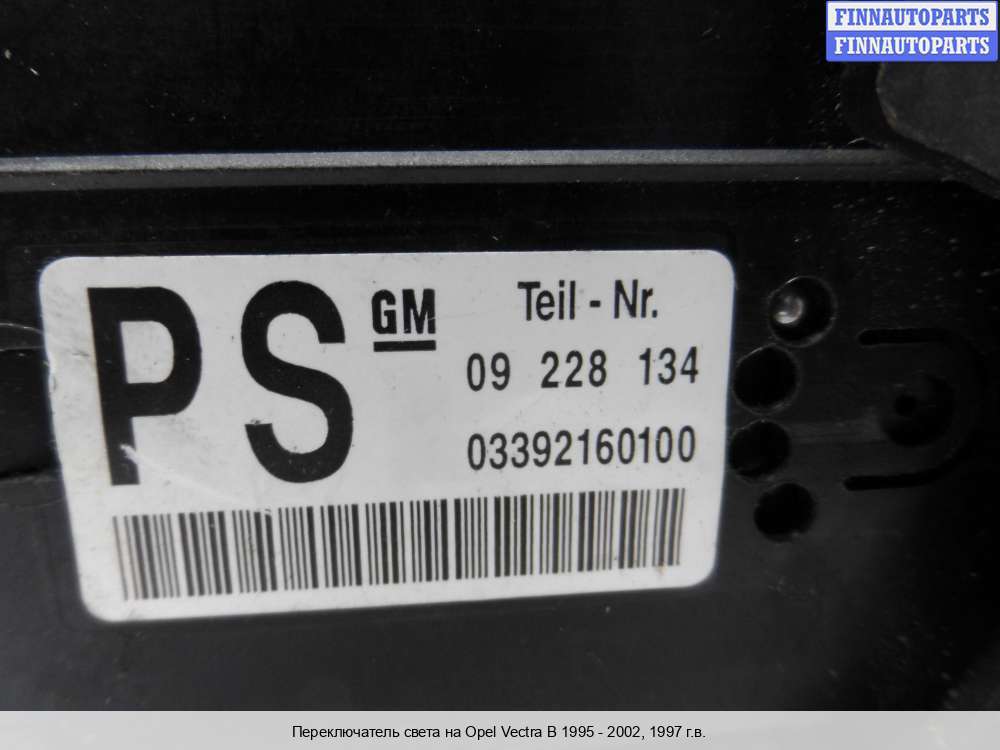 FINNAUTOPARTS
FINNAUTOPARTS
PS GM Teil - Nr.
09 228 134
03392160100
Переключатель света на Opel Vectra B 1995 - 2002, 1997 г.в.